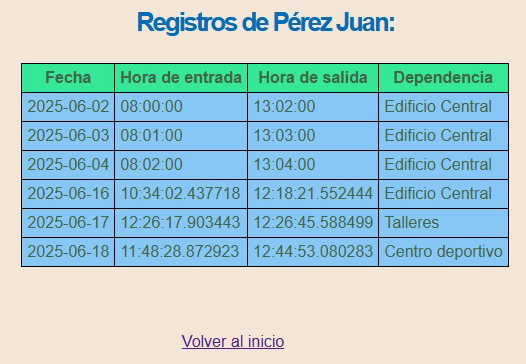 Registros de Pérez Juan:
Fecha Hora de entrada Hora de salida Dependencia
2025-06-02 08:00:00 13:02:00 Edificio Central
2025-06-03 08:01:00 13:03:00 Edificio Central
2025-06-04 08:02:00 13:04:00 Edificio Central
2025-06-16 10:34:02.437718 12:18:21.552444 Edificio Central
2025-06-17 12:26:17.903443 12:26:45.588499 Talleres
2025-06-18 11:48:28.872923 12:44:53.080283 Centro deportivo
Volver al inicio